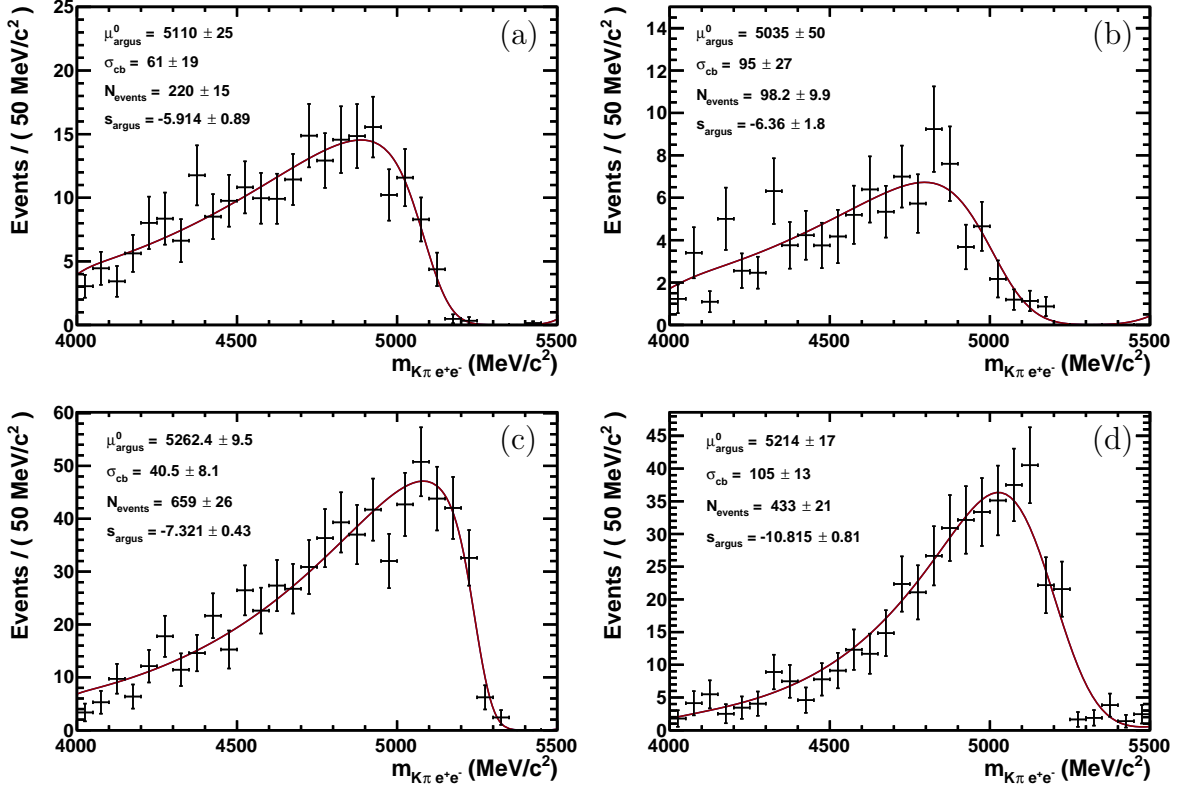 (a)
μ⁰argus = 5110 ± 25
σcb = 61 ± 19
Nevents = 220 ± 15
sargus = -5.914 ± 0.89
Events / ( 50 MeV/c² )
25
20
15
10
5
0
4000 4500 5000 5500
mKπ e⁺e⁻ (MeV/c²)
(b)
μ⁰argus = 5035 ± 50
σcb = 95 ± 27
Nevents = 98.2 ± 9.9
sargus = -6.36 ± 1.8
Events / ( 50 MeV/c² )
14
12
10
8
6
4
2
0
4000 4500 5000 5500
mKπ e⁺e⁻ (MeV/c²)
(c)
μ⁰argus = 5262.4 ± 9.5
σcb = 40.5 ± 8.1
Nevents = 659 ± 26
sargus = -7.321 ± 0.43
Events / ( 50 MeV/c² )
60
50
40
30
20
10
0
4000 4500 5000 5500
mKπ e⁺e⁻ (MeV/c²)
(d)
μ⁰argus = 5214 ± 17
σcb = 105 ± 13
Nevents = 433 ± 21
sargus = -10.815 ± 0.81
Events / ( 50 MeV/c² )
45
40
35
30
25
20
15
10
5
0
4000 4500 5000 5500
mKπ e⁺e⁻ (MeV/c²)